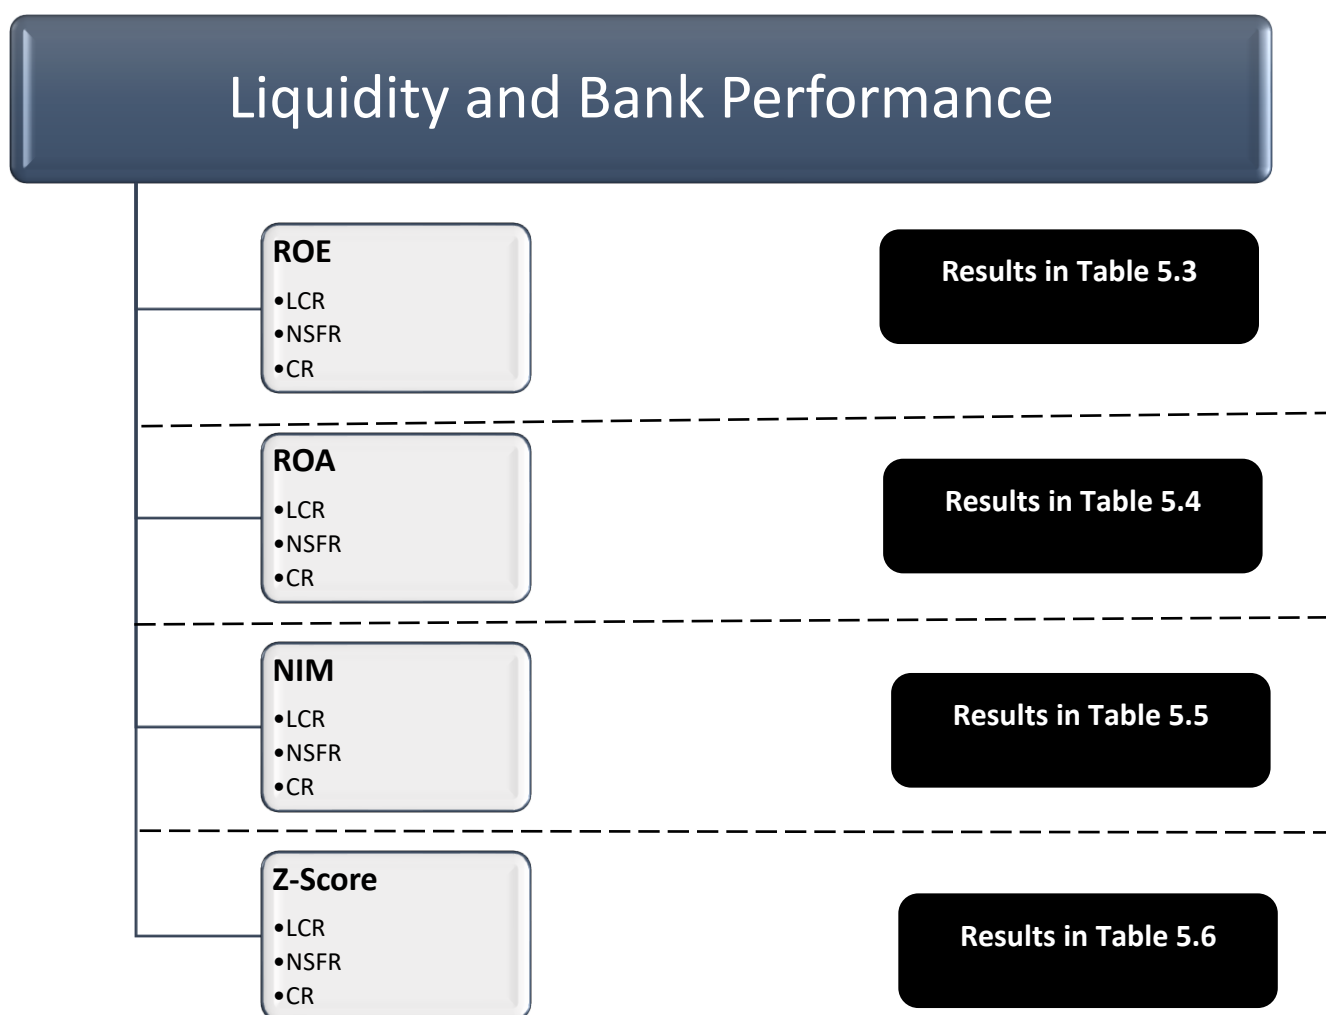 Liquidity and Bank Performance
ROE
•LCR
•NSFR
•CR
Results in Table 5.3
ROA
•LCR
•NSFR
•CR
Results in Table 5.4
NIM
•LCR
•NSFR
•CR
Results in Table 5.5
Z-Score
•LCR
•NSFR
•CR
Results in Table 5.6